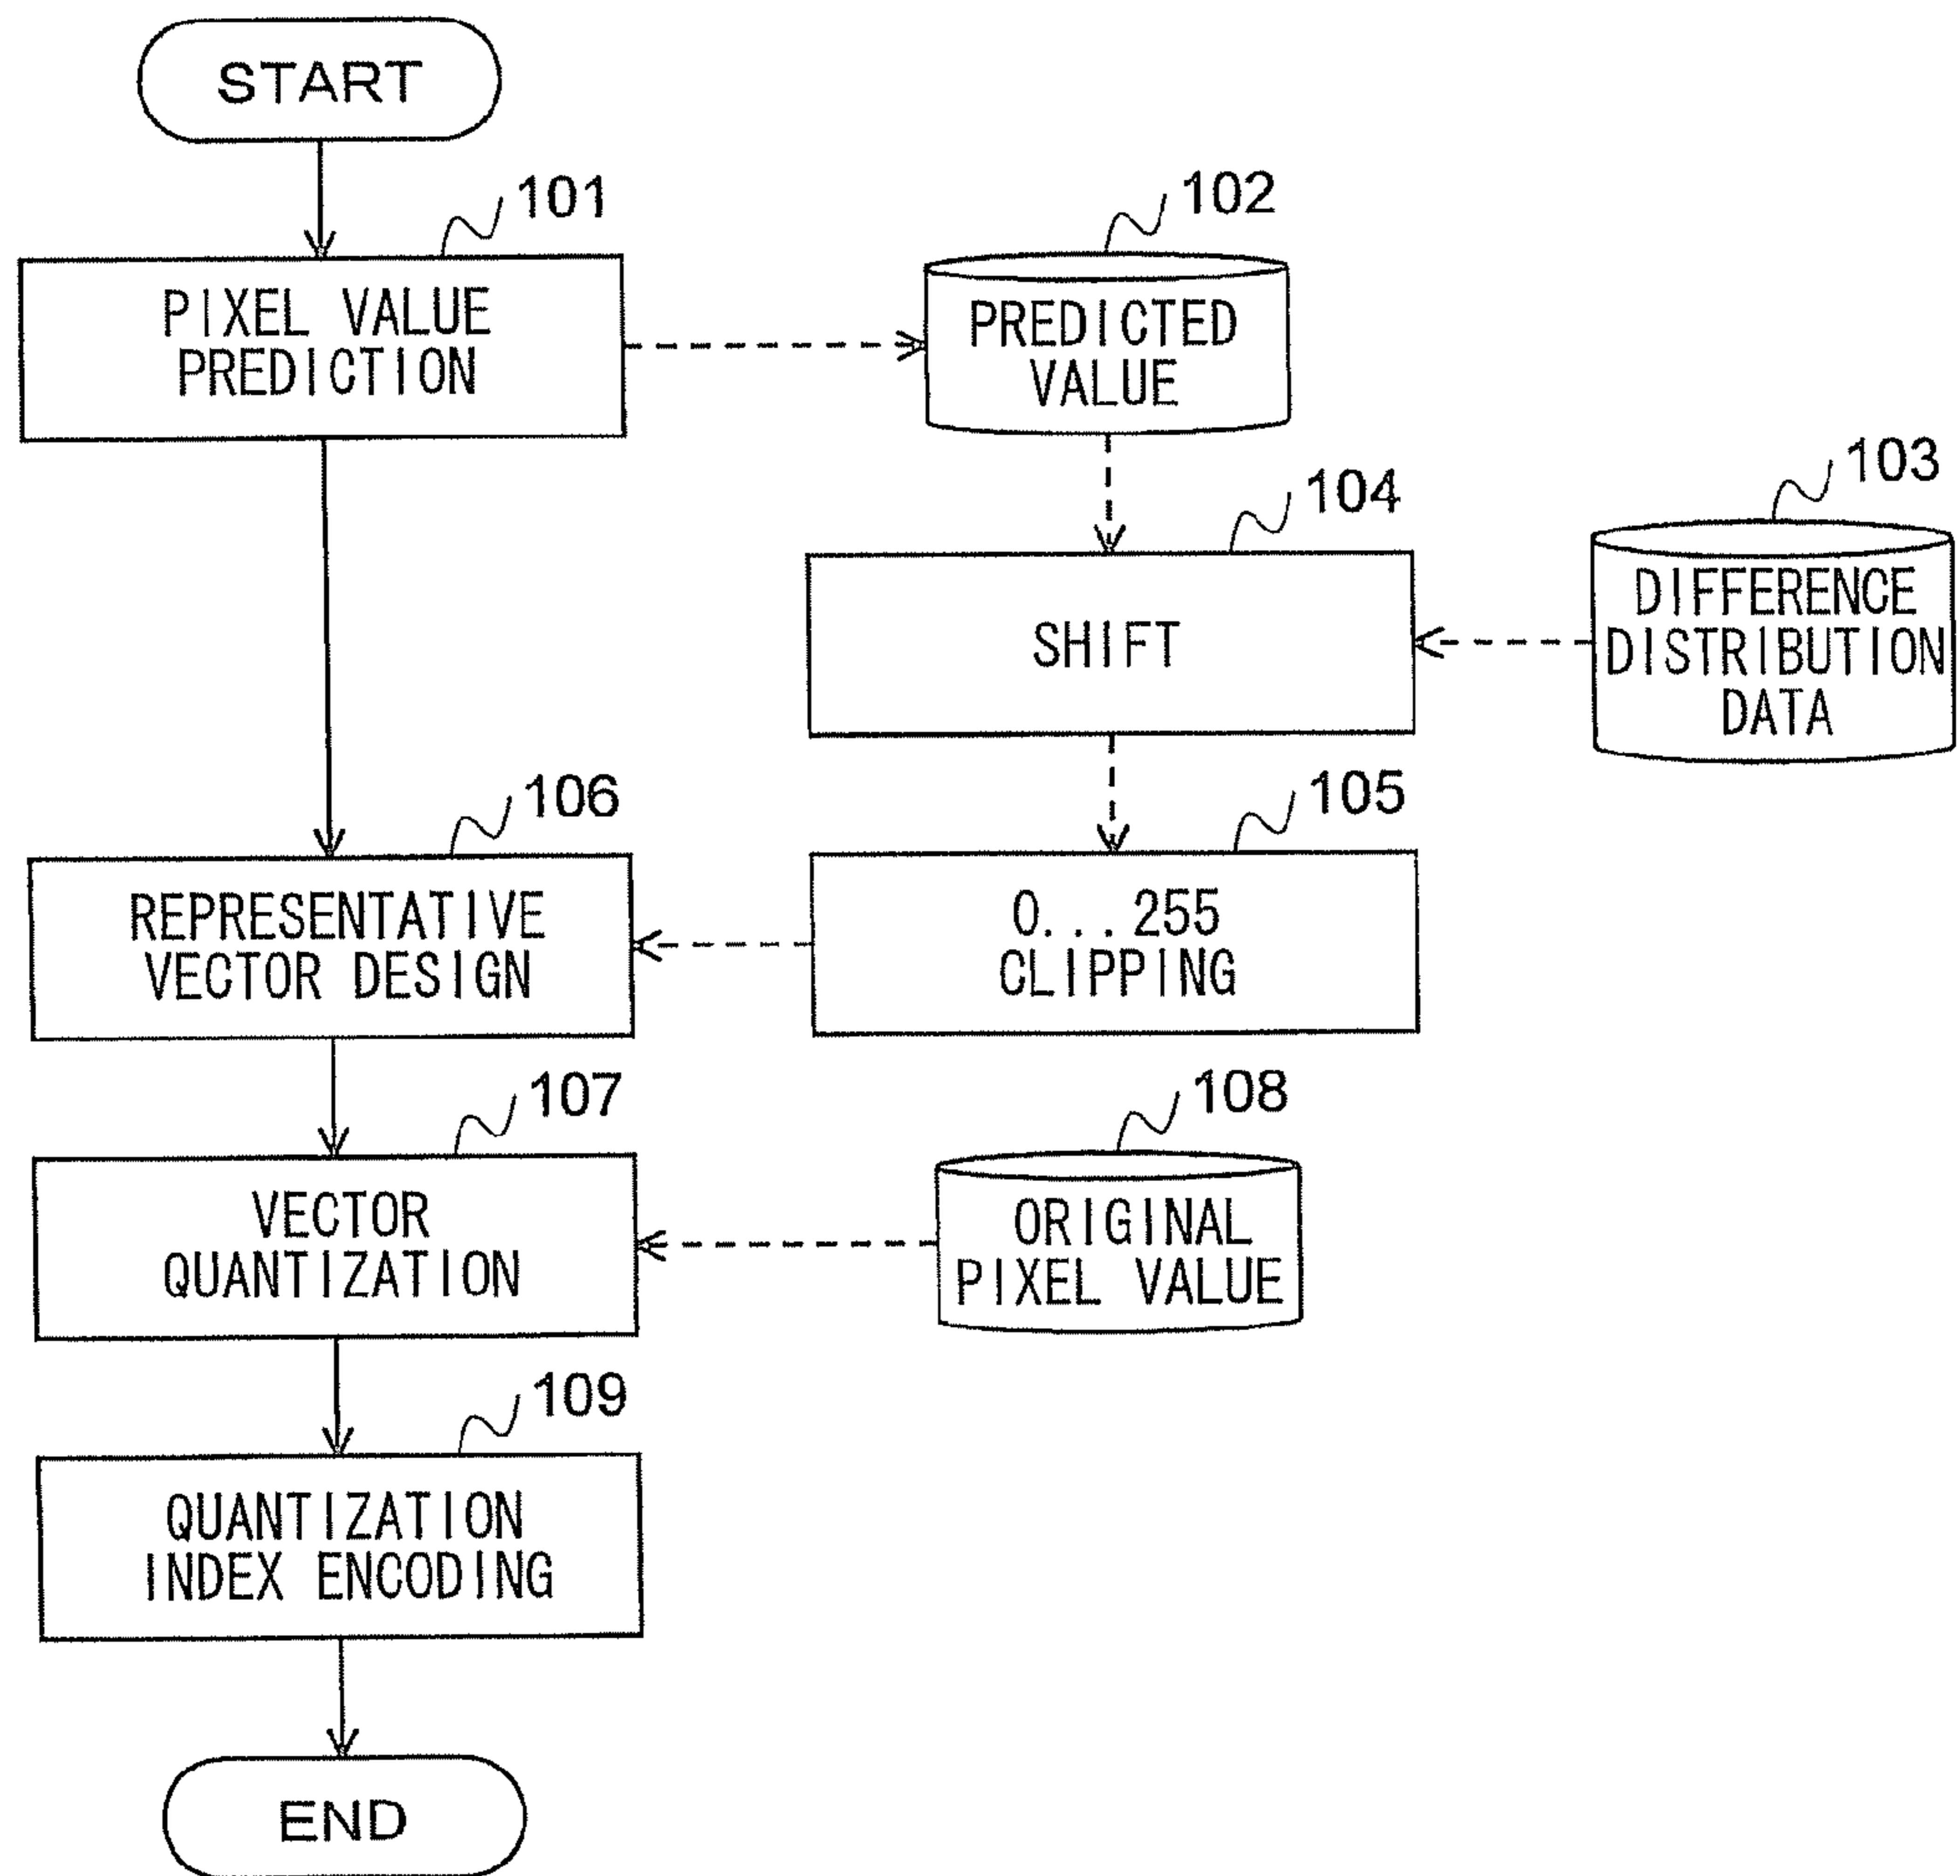 START
101
PIXEL VALUE
PREDICTION
102
PREDICTED
VALUE
103
DIFFERENCE
DISTRIBUTION
DATA
104
SHIFT
105
0...255
CLIPPING
106
REPRESENTATIVE
VECTOR DESIGN
107
VECTOR
QUANTIZATION
108
ORIGINAL
PIXEL VALUE
109
QUANTIZATION
INDEX ENCODING
END